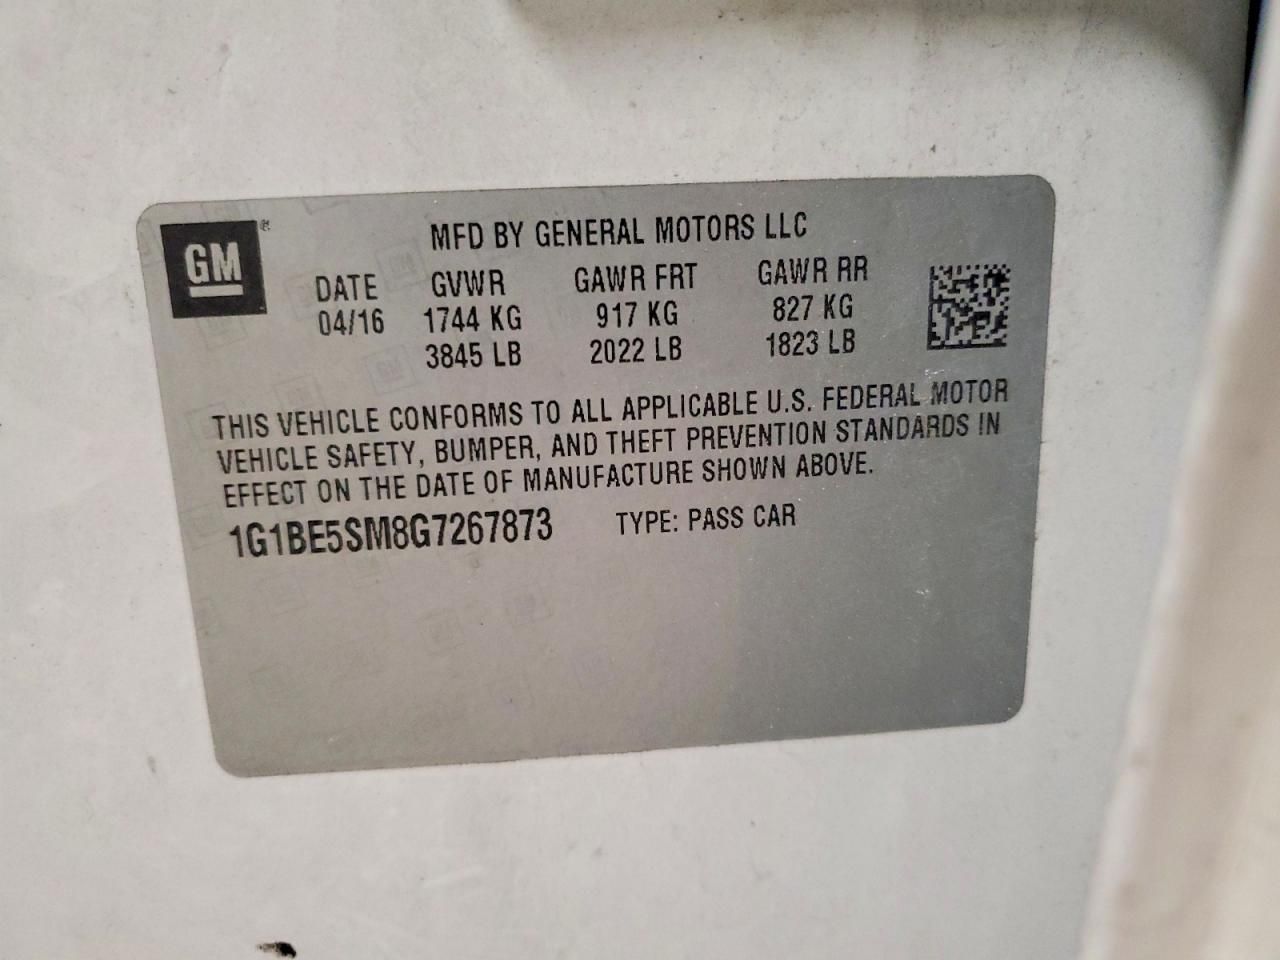 GM
MFD BY GENERAL MOTORS LLC
DATE GVWR GAWR FRT GAWR RR
04/16 1744 KG 917 KG 827 KG
3845 LB 2022 LB 1823 LB
THIS VEHICLE CONFORMS TO ALL APPLICABLE U.S. FEDERAL MOTOR
VEHICLE SAFETY, BUMPER, AND THEFT PREVENTION STANDARDS IN
EFFECT ON THE DATE OF MANUFACTURE SHOWN ABOVE.
1G1BE5SM8G7267873 TYPE: PASS CAR